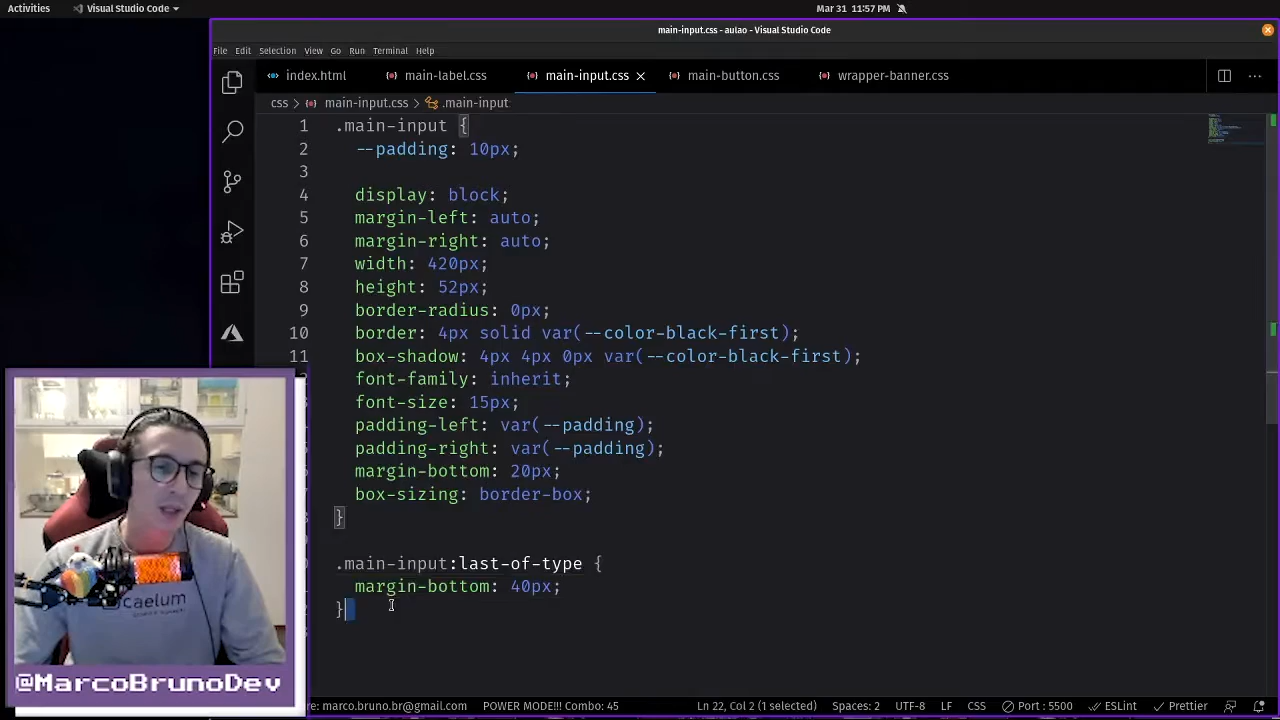 Activities Visual Studio Code Mar 31 11:57 PM
main-input.css - aulao - Visual Studio Code
File Edit Selection View Go Run Terminal Help
index.html main-label.css main-input.css main-button.css wrapper-banner.css
css > main-input.css > .main-input
1 .main-input {
2 --padding: 10px;
3
4 display: block;
5 margin-left: auto;
6 margin-right: auto;
7 width: 420px;
8 height: 52px;
9 border-radius: 0px;
10 border: 4px solid var(--color-black-first);
11 box-shadow: 4px 4px 0px var(--color-black-first);
font-family: inherit;
font-size: 15px;
padding-left: var(--padding);
padding-right: var(--padding);
margin-bottom: 20px;
box-sizing: border-box;
}
.main-input:last-of-type {
margin-bottom: 40px;
}
caelum
@MarcoBrunoDev
re: marco.bruno.br@gmail.com POWER MODE!!! Combo: 45 Ln 22, Col 2 (1 selected) Spaces: 2 UTF-8 LF CSS Port : 5500 ESLint Prettier